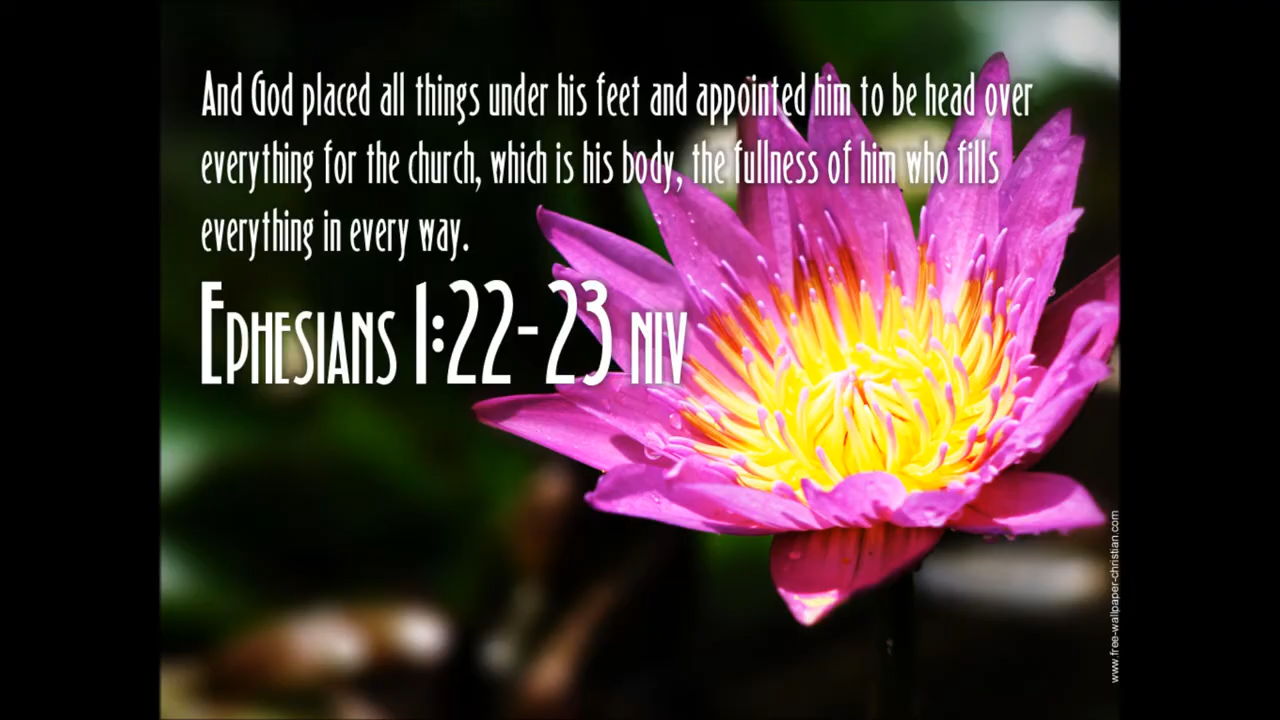 And God placed all things under his feet and appointed him to be head over
everything for the church, which is his body, the fullness of him who fills
everything in every way.
Ephesians 1:22-23 NIV
www.free-wallpaper-christian.com